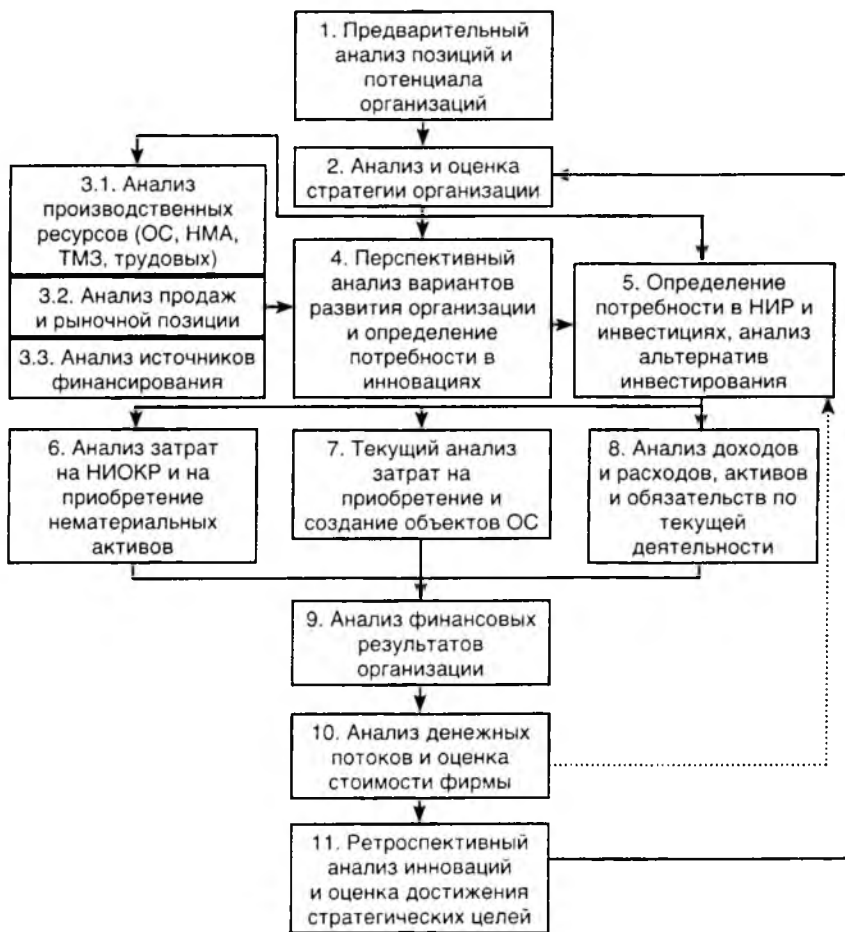 1. Предварительный
анализ позиций и
потенциала
организаций
2. Анализ и оценка
стратегии организации
3.1. Анализ
производственных
ресурсов (ОС, НМА,
ТМЗ, трудовых)
3.2. Анализ продаж
и рыночной позиции
3.3. Анализ источников
финансирования
4. Перспективный
анализ вариантов
развития организации
и определение
потребности в
инновациях
5. Определение
потребности в НИР и
инвестициях, анализ
альтернатив
инвестирования
6. Анализ затрат
на НИОКР и на
приобретение
нематериальных
активов
7. Текущий анализ
затрат на
приобретение и
создание объектов ОС
8. Анализ доходов
и расходов, активов
и обязательств по
текущей
деятельности
9. Анализ финансовых
результатов
организации
10. Анализ денежных
потоков и оценка
стоимости фирмы
11. Ретроспективный
анализ инноваций
и оценка достижения
стратегических целей